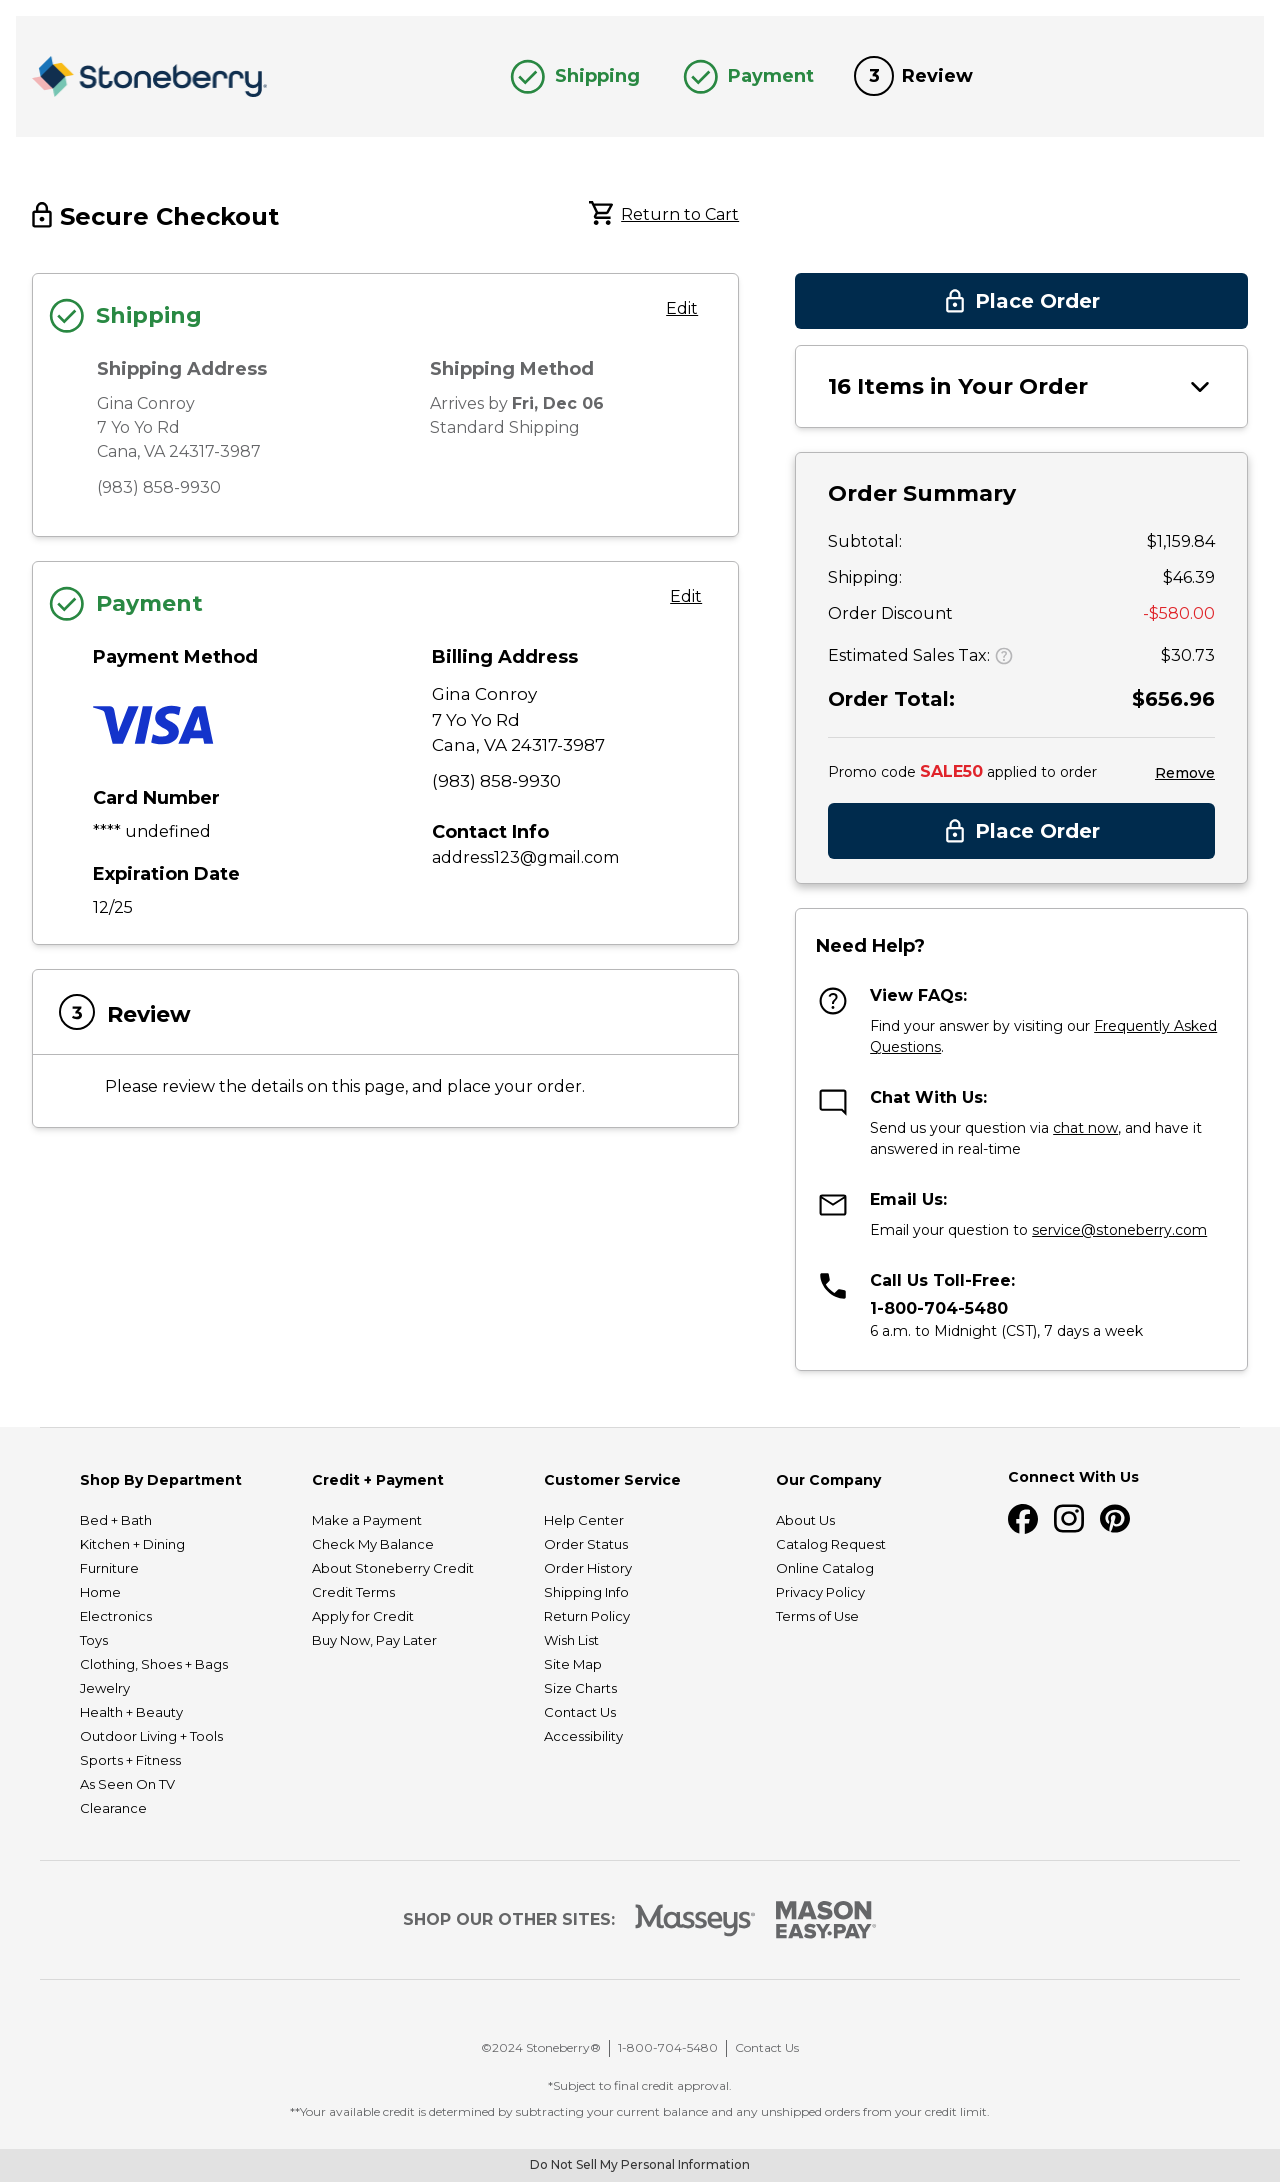 Stoneberry
Shipping
Payment
3 Review
Secure Checkout
Return to Cart
Shipping
Edit
Shipping Address
Gina Conroy
7 Yo Yo Rd
Cana, VA 24317-3987
(983) 858-9930
Shipping Method
Arrives by Fri, Dec 06
Standard Shipping
Payment
Edit
Payment Method
VISA
Card Number
**** undefined
Expiration Date
12/25
Billing Address
Gina Conroy
7 Yo Yo Rd
Cana, VA 24317-3987
(983) 858-9930
Contact Info
address123@gmail.com
3 Review
Please review the details on this page, and place your order.
Place Order
16 Items in Your Order
Order Summary
Subtotal: $1,159.84
Shipping: $46.39
Order Discount -$580.00
Estimated Sales Tax: ? $30.73
Order Total: $656.96
Promo code SALE50 applied to order Remove
Place Order
Need Help?
View FAQs:
Find your answer by visiting our Frequently Asked
Questions.
Chat With Us:
Send us your question via chat now, and have it
answered in real-time
Email Us:
Email your question to service@stoneberry.com
Call Us Toll-Free:
1-800-704-5480
6 a.m. to Midnight (CST), 7 days a week
Shop By Department
Bed + Bath
Kitchen + Dining
Furniture
Home
Electronics
Toys
Clothing, Shoes + Bags
Jewelry
Health + Beauty
Outdoor Living + Tools
Sports + Fitness
As Seen On TV
Clearance
Credit + Payment
Make a Payment
Check My Balance
About Stoneberry Credit
Credit Terms
Apply for Credit
Buy Now, Pay Later
Customer Service
Help Center
Order Status
Order History
Shipping Info
Return Policy
Wish List
Site Map
Size Charts
Contact Us
Accessibility
Our Company
About Us
Catalog Request
Online Catalog
Privacy Policy
Terms of Use
Connect With Us
SHOP OUR OTHER SITES:
Masseys
MASON
EASY•PAY
©2024 Stoneberry® | 1-800-704-5480 | Contact Us
*Subject to final credit approval.
**Your available credit is determined by subtracting your current balance and any unshipped orders from your credit limit.
Do Not Sell My Personal Information